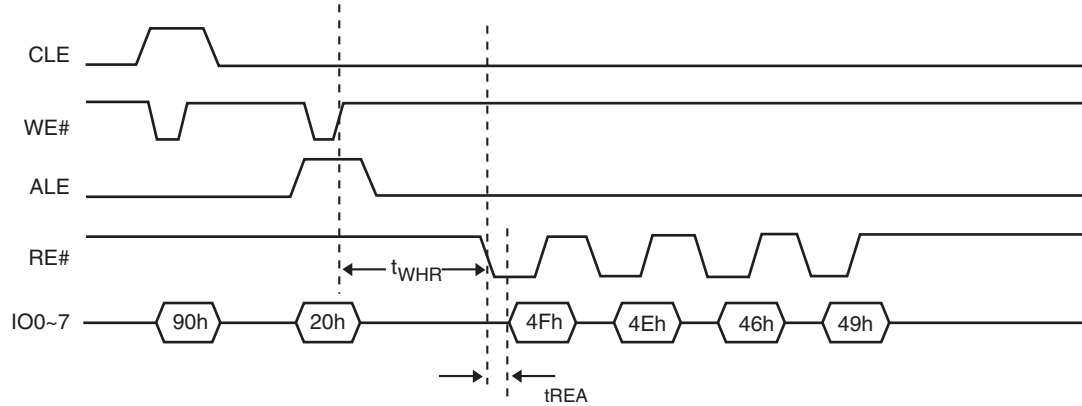 CLE
WE#
ALE
RE#
tWHR
IO0~7 90h 20h 4Fh 4Eh 46h 49h
tREA